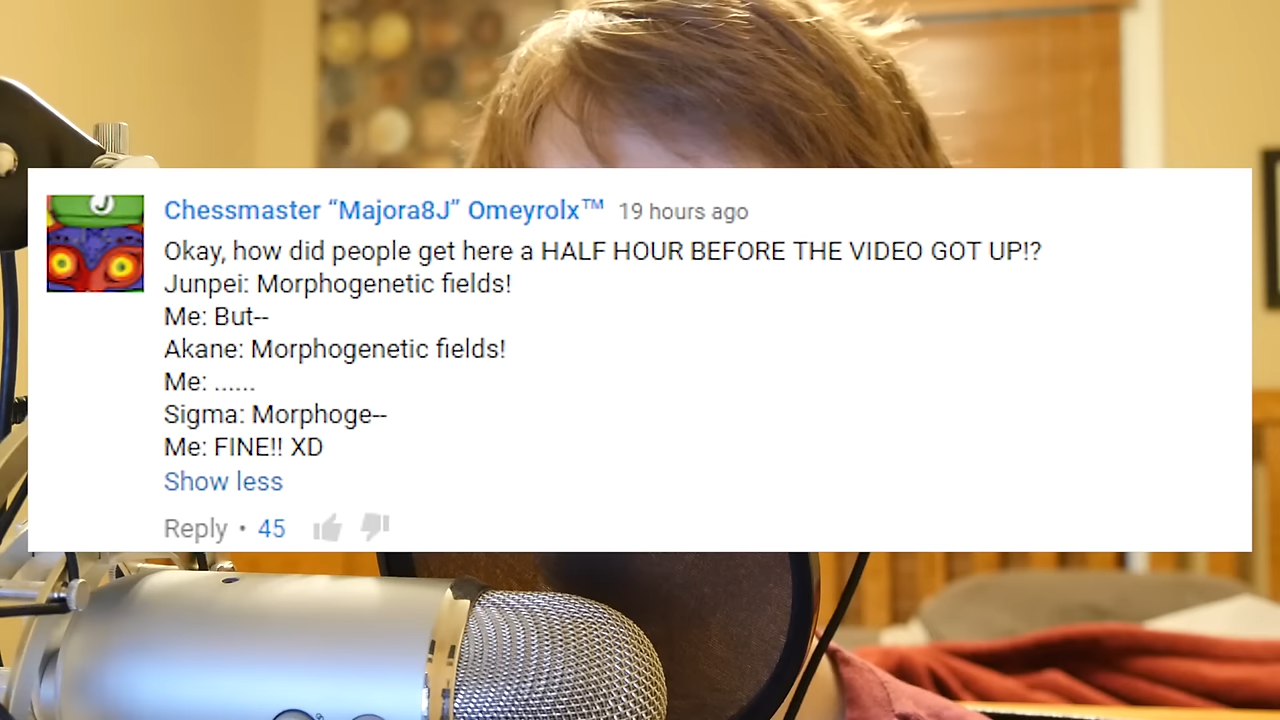 J
Chessmaster “Majora8J” Omeyrolx™ 19 hours ago
Okay, how did people get here a HALF HOUR BEFORE THE VIDEO GOT UP!?
Junpei: Morphogenetic fields!
Me: But--
Akane: Morphogenetic fields!
Me: ......
Sigma: Morphoge--
Me: FINE!! XD
Show less
Reply • 45